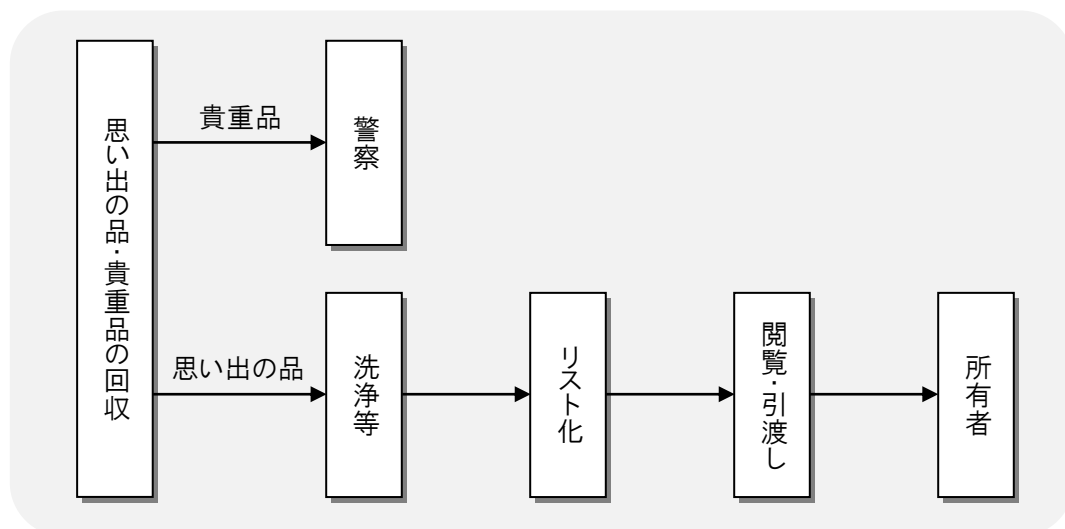 思い出の品・貴重品の回収
貴重品
警察
思い出の品
洗浄等
リスト化
閲覧・引渡し
所有者